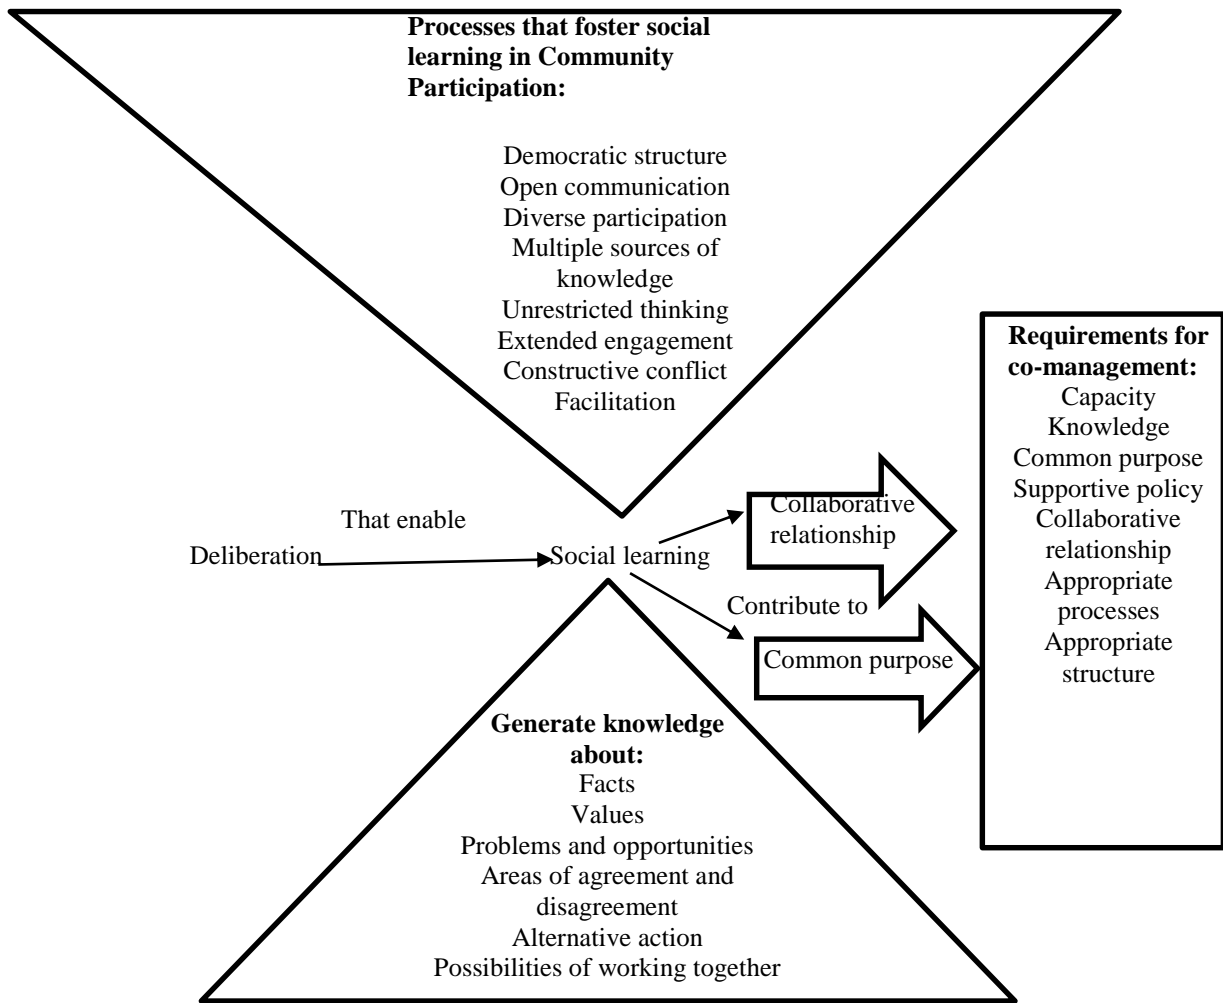 Processes that foster social
learning in Community
Participation:
Democratic structure
Open communication
Diverse participation
Multiple sources of
knowledge
Unrestricted thinking
Extended engagement
Constructive conflict
Facilitation
That enable
Deliberation
Social learning
Collaborative
relationship
Contribute to
Common purpose
Requirements for
co-management:
Capacity
Knowledge
Common purpose
Supportive policy
Collaborative
relationship
Appropriate
processes
Appropriate
structure
Generate knowledge
about:
Facts
Values
Problems and opportunities
Areas of agreement and
disagreement
Alternative action
Possibilities of working together